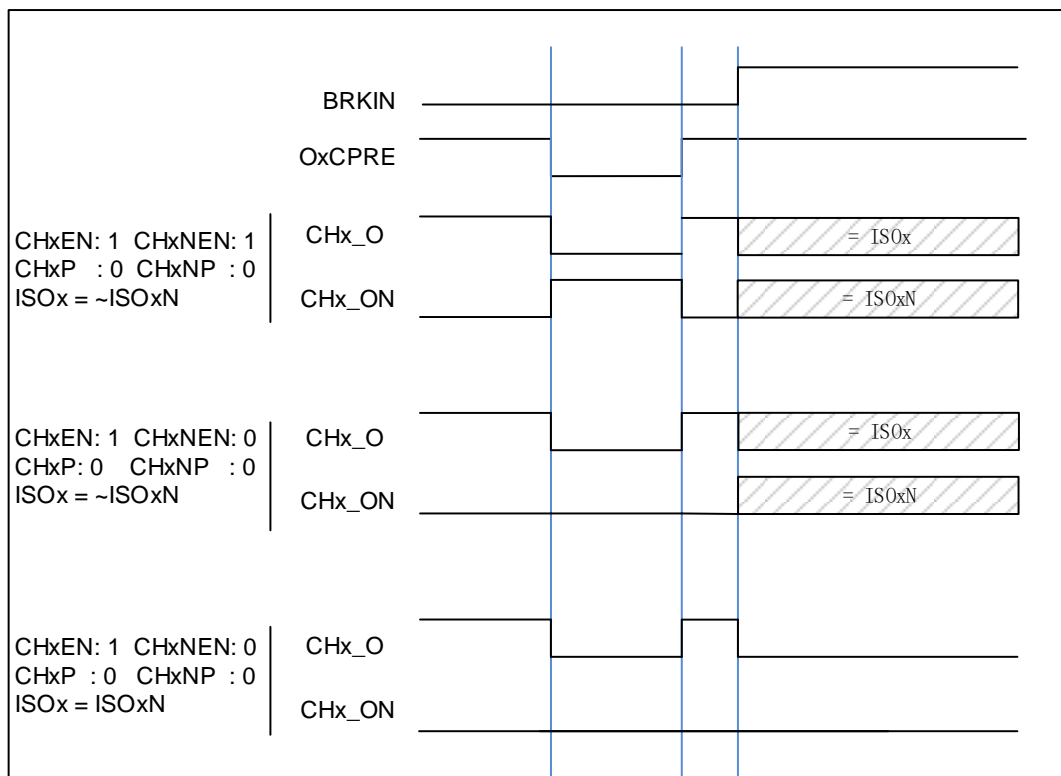 BRKIN
OxCPRE
CHxEN: 1 CHxNEN: 1
CHxP : 0 CHxNP : 0
ISOx = ~ISOxN
CHx_O
= ISOx
CHx_ON
= ISOxN
CHxEN: 1 CHxNEN: 0
CHxP: 0 CHxNP : 0
ISOx = ~ISOxN
CHx_O
= ISOx
CHx_ON
= ISOxN
CHxEN: 1 CHxNEN: 0
CHxP : 0 CHxNP : 0
ISOx = ISOxN
CHx_O
CHx_ON